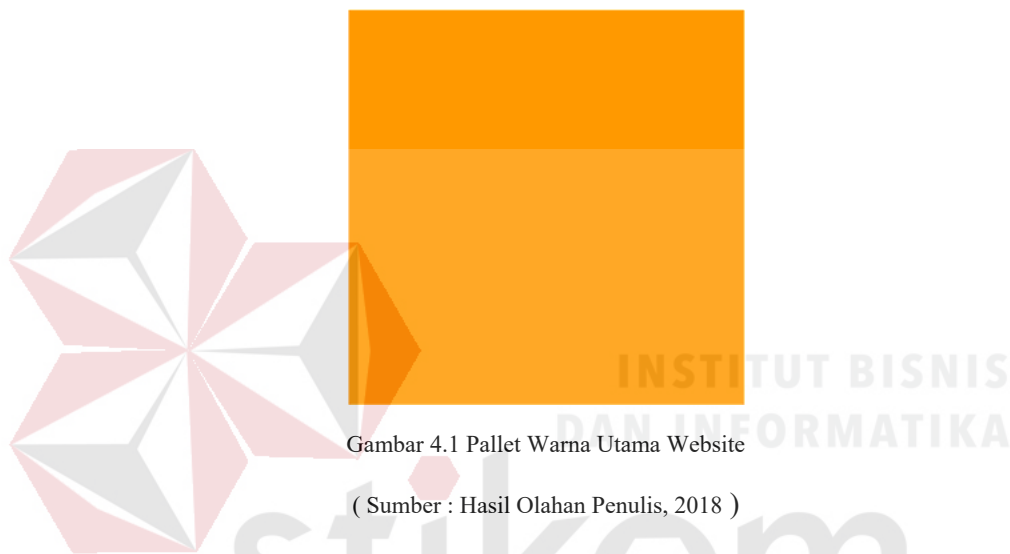 INSTITUT BISNIS
DAN INFORMATIKA
Gambar 4.1 Pallet Warna Utama Website
( Sumber : Hasil Olahan Penulis, 2018 )
stikom